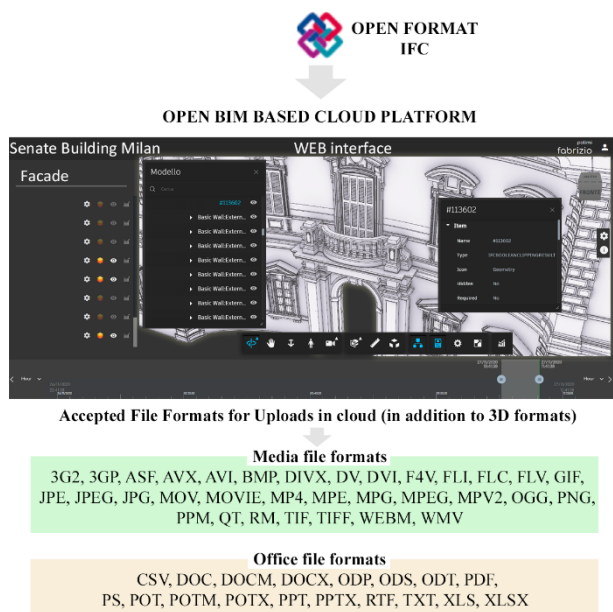 OPEN FORMAT
IFC
OPEN BIM BASED CLOUD PLATFORM
Senate Building Milan
WEB interface
polimi
fabrizio
Facade
Modello
#113602
Basic Wall:Extern...
Basic Wall:Extern...
Basic Wall:Extern...
Basic Wall:Extern...
Basic Wall:Extern...
Basic Wall:Extern...
Basic Wall:Extern...
#113602
Item
Name #113602
Type
Icon Geometry
Hidden No
Required No
Hour
Hour
Accepted File Formats for Uploads in cloud (in addition to 3D formats)
Media file formats
3G2, 3GP, ASF, AVX, AVI, BMP, DIVX, DV, DVI, F4V, FLI, FLC, FLV, GIF,
JPE, JPEG, JPG, MOV, MOVIE, MP4, MPE, MPG, MPEG, MPV2, OGG, PNG,
PPM, QT, RM, TIF, TIFF, WEBM, WMV
Office file formats
CSV, DOC, DOCM, DOCX, ODP, ODS, ODT, PDF,
PS, POT, POTM, POTX, PPT, PPTX, RTF, TXT, XLS, XLSX